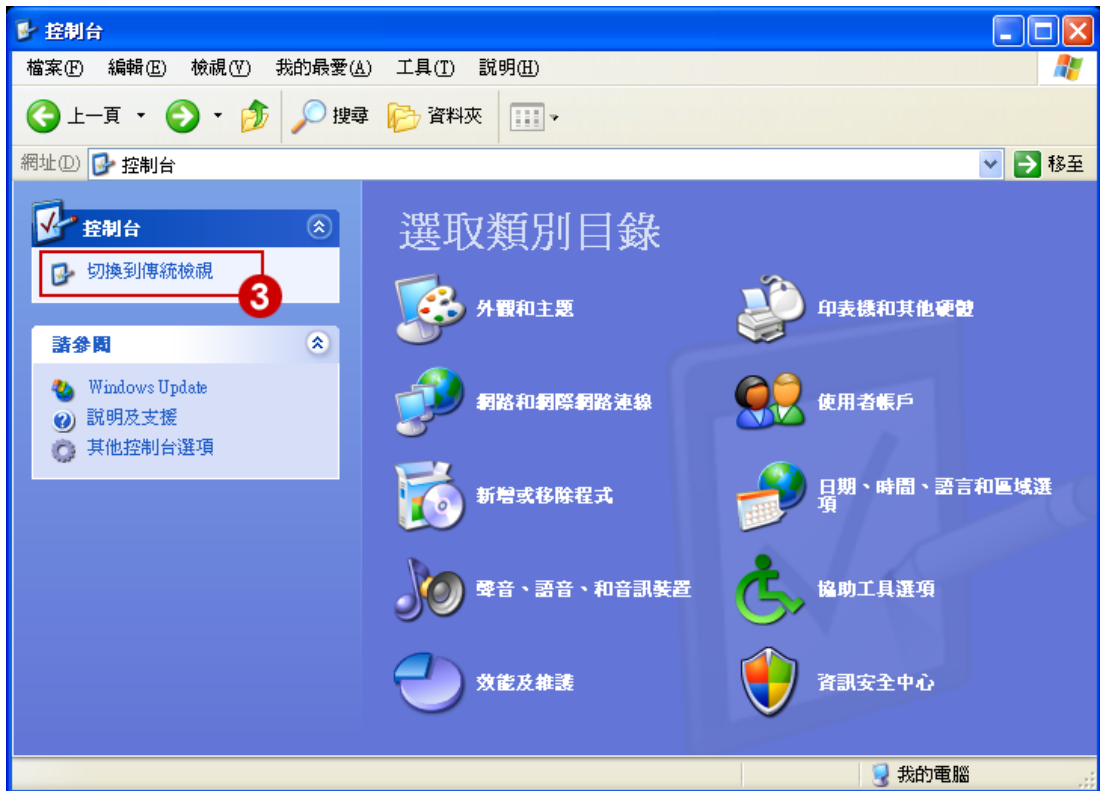 控制台
檔案(F) 編輯(E) 檢視(V) 我的最愛(A) 工具(T) 說明(H)
上一頁 搜尋 資料夾
網址(D) 控制台 移至
控制台
切換到傳統檢視
3
請參閱
Windows Update
說明及支援
其他控制台選項
選取類別目錄
外觀和主題
印表機和其他硬體
網路和網際網路連線
使用者帳戶
新增或移除程式
日期、時間、語言和區域選
項
聲音、語音、和音訊裝置
協助工具選項
效能及維護
資訊安全中心
我的電腦